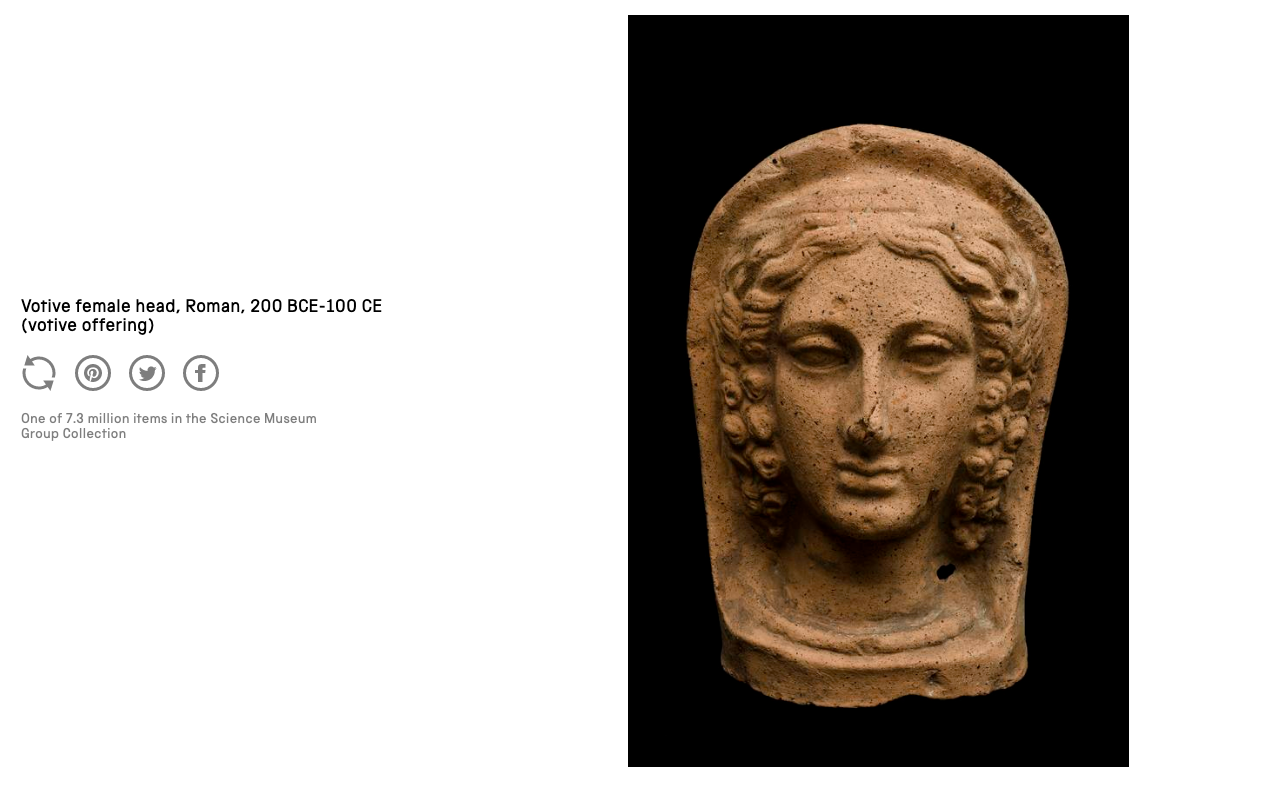 Votive female head, Roman, 200 BCE-100 CE
(votive offering)
One of 7.3 million items in the Science Museum
Group Collection